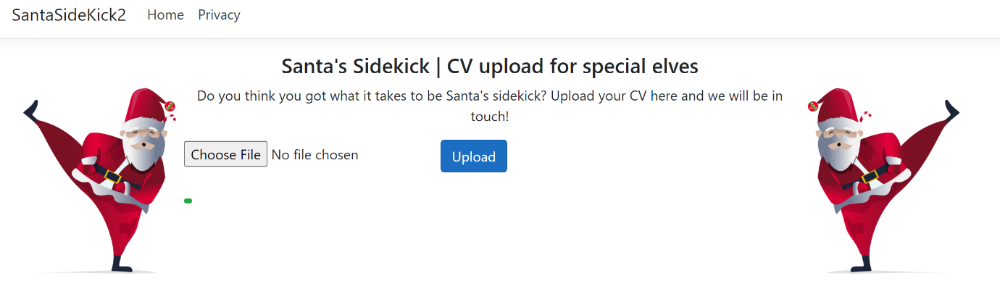 SantaSideKick2 Home Privacy
Santa's Sidekick | CV upload for special elves
Do you think you got what it takes to be Santa's sidekick? Upload your CV here and we will be in
touch!
Choose File No file chosen Upload